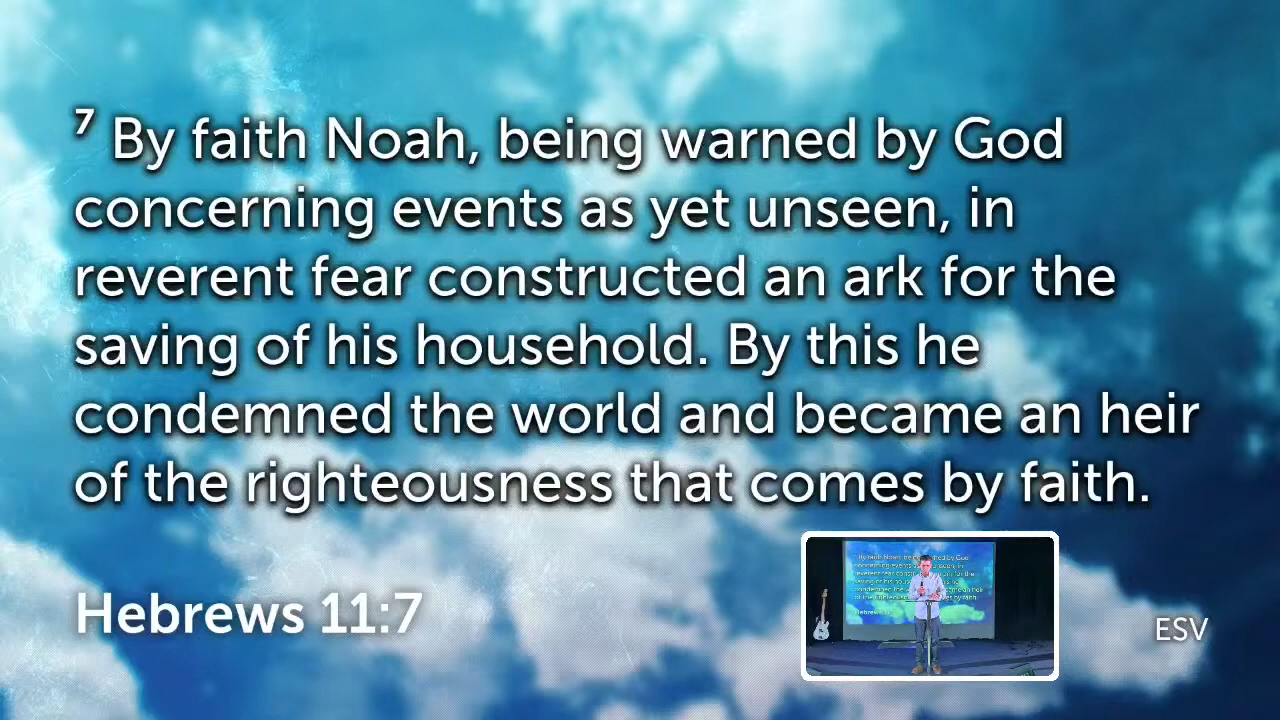 7 By faith Noah, being warned by God
concerning events as yet unseen, in
reverent fear constructed an ark for the
saving of his household. By this he
condemned the world and became an heir
of the righteousness that comes by faith.
Hebrews 11:7
ESV